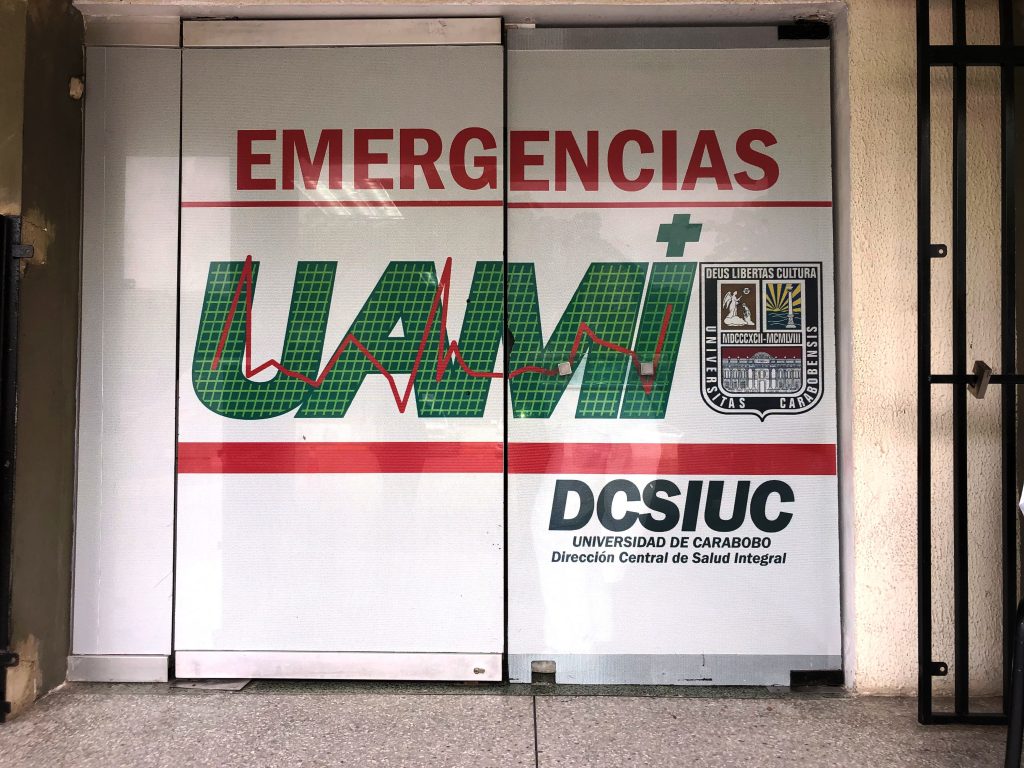 EMERGENCIAS
UAMI
DEUS LIBERTAS CULTURA
MDCCCXCII-MCMLVIII
UNIVERSITAS CARABOBENSIS
DCSIUC
UNIVERSIDAD DE CARABOBO
Dirección Central de Salud Integral